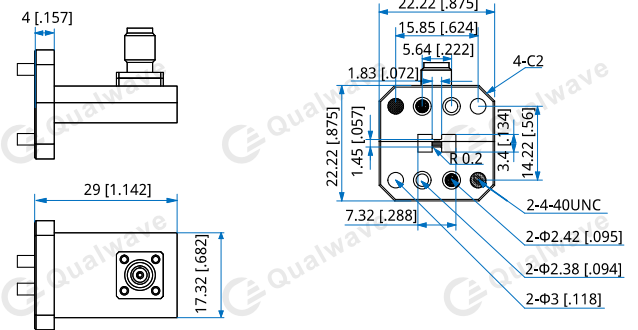 4 [.157]
22.22 [.875]
15.85 [.624]
5.64 [.222]
1.83 [.072]
4-C2
22.22 [.875]
1.45 [.057]
R 0.2
3.4 [.134]
14.22 [.56]
7.32 [.288]
2-4-40UNC
2-Φ2.42 [.095]
2-Φ2.38 [.094]
2-Φ3 [.118]
29 [1.142]
17.32 [.682]
Qualwave
Qualwave
Qualwave
Qualwave
Qualwave
Qualwave